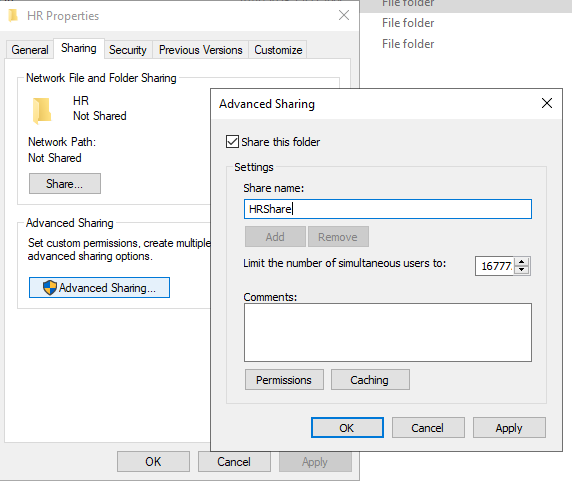 HR Properties
File folder
File folder
File folder
General
Sharing
Security
Previous Versions
Customize
Network File and Folder Sharing
HR
Not Shared
Network Path:
Not Shared
Share...
Advanced Sharing
Set custom permissions, create multiple
advanced sharing options.
Advanced Sharing...
OK
Cancel
Apply
Advanced Sharing
Share this folder
Settings
Share name:
HRShare
Add
Remove
Limit the number of simultaneous users to:
16777
Comments:
Permissions
Caching
OK
Cancel
Apply